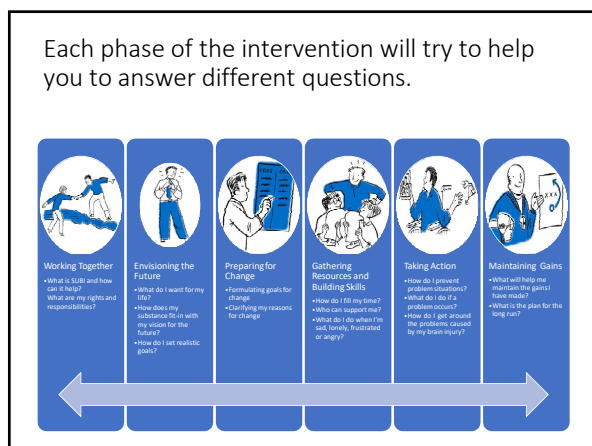 Each phase of the intervention will try to help
you to answer different questions.
Working Together
•What is SUBI and how
can it help?
What are my rights and
responsibilities?
Envisioning the
Future
•What do I want for my
life?
•How does my
substance fit-in with
my vision for the
future?
•How do I set realistic
goals?
Preparing for
Change
•Formulating goals for
change
•Clarifying my reasons
for change
Gathering
Resources and
Building Skills
•How do I fill my time?
•Who can support me?
•What do I do when I'm
sad, lonely, frustrated
or angry?
Taking Action
•How do I prevent
problem situations?
•What do I do if a
problem occurs?
•How do I get around
the problems caused
by my brain injury?
Maintaining Gains
•What will help me
maintain the gains I
have made?
•What is the plan for the
long run?